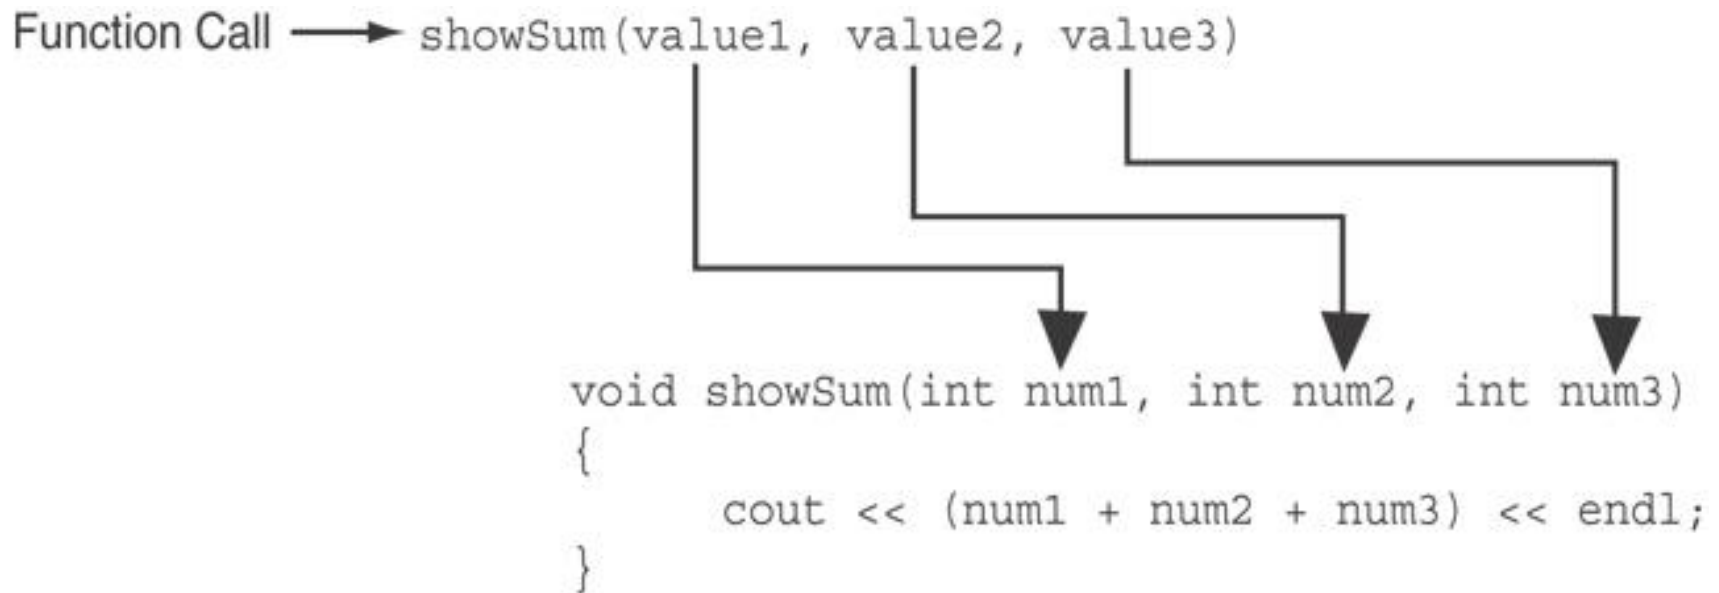 Function Call showSum(value1, value2, value3)
void showSum(int num1, int num2, int num3)
{
cout << (num1 + num2 + num3) << endl;
}